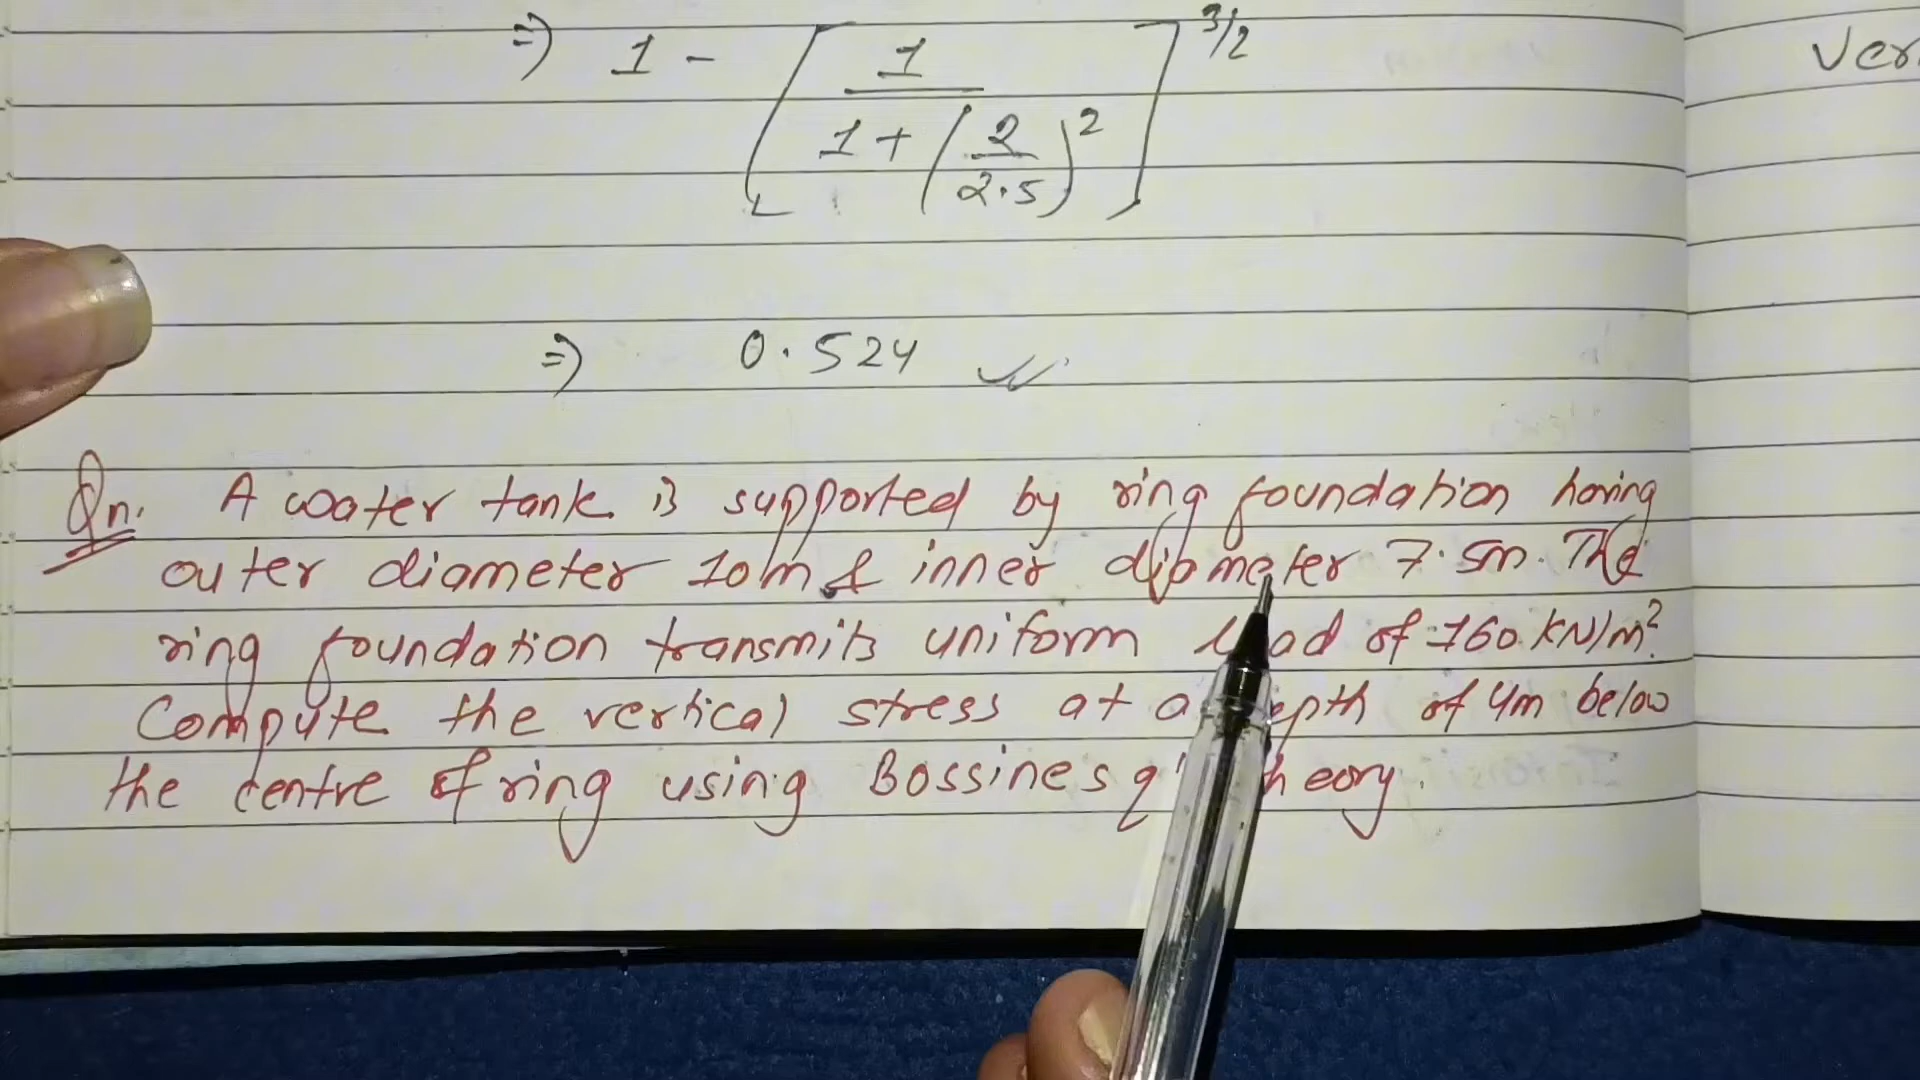 =) 1 - [ 1 / 1 + ( 2 / 2.5 )² ]^3/2
Ver
=) 0.524
Qn. A water tank is supported by ring foundation having
outer diameter 10m & inner diameter 7.5m. The
ring foundation transmits uniform load of 160 KN/m².
Compute the vertical stress at a depth of 4m below
the centre of ring using Bossinesq' theory.